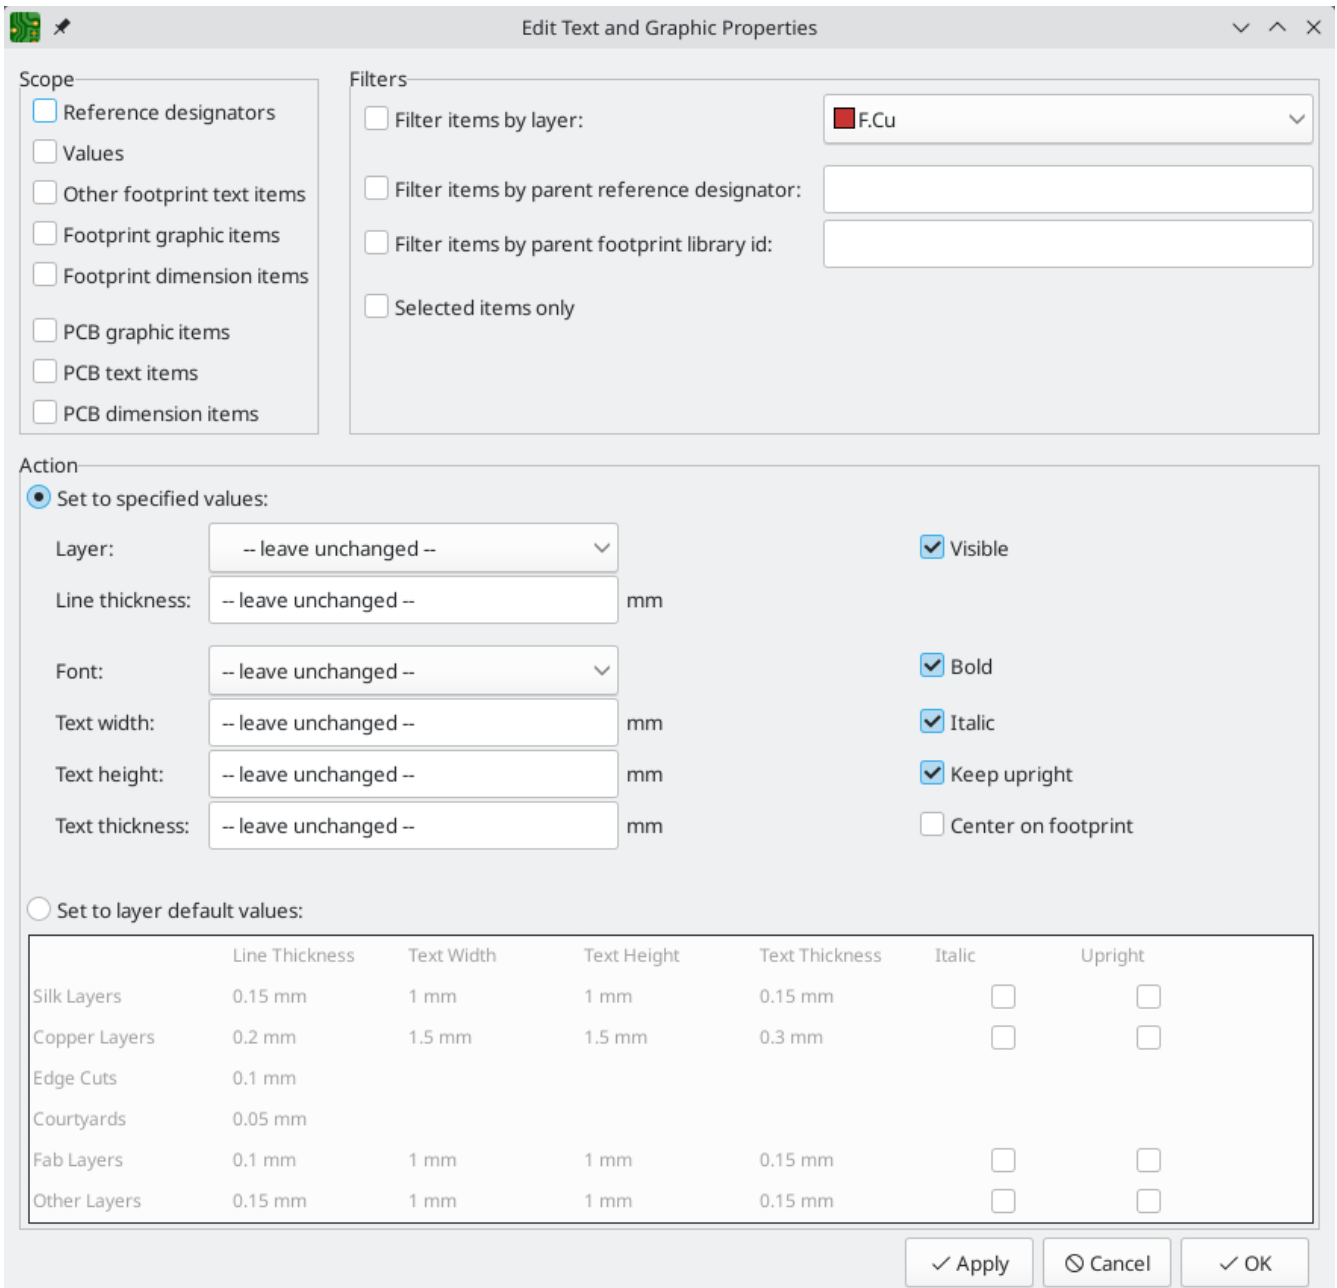 Edit Text and Graphic Properties
Scope
Reference designators
Values
Other footprint text items
Footprint graphic items
Footprint dimension items
PCB graphic items
PCB text items
PCB dimension items
Filters
Filter items by layer: F.Cu
Filter items by parent reference designator:
Filter items by parent footprint library id:
Selected items only
Action
Set to specified values:
Layer: -- leave unchanged -- Visible
Line thickness: -- leave unchanged -- mm
Font: -- leave unchanged -- Bold
Text width: -- leave unchanged -- mm Italic
Text height: -- leave unchanged -- mm Keep upright
Text thickness: -- leave unchanged -- mm Center on footprint
Set to layer default values:
Line Thickness Text Width Text Height Text Thickness Italic Upright
Silk Layers 0.15 mm 1 mm 1 mm 0.15 mm
Copper Layers 0.2 mm 1.5 mm 1.5 mm 0.3 mm
Edge Cuts 0.1 mm
Courtyards 0.05 mm
Fab Layers 0.1 mm 1 mm 1 mm 0.15 mm
Other Layers 0.15 mm 1 mm 1 mm 0.15 mm
Apply Cancel OK